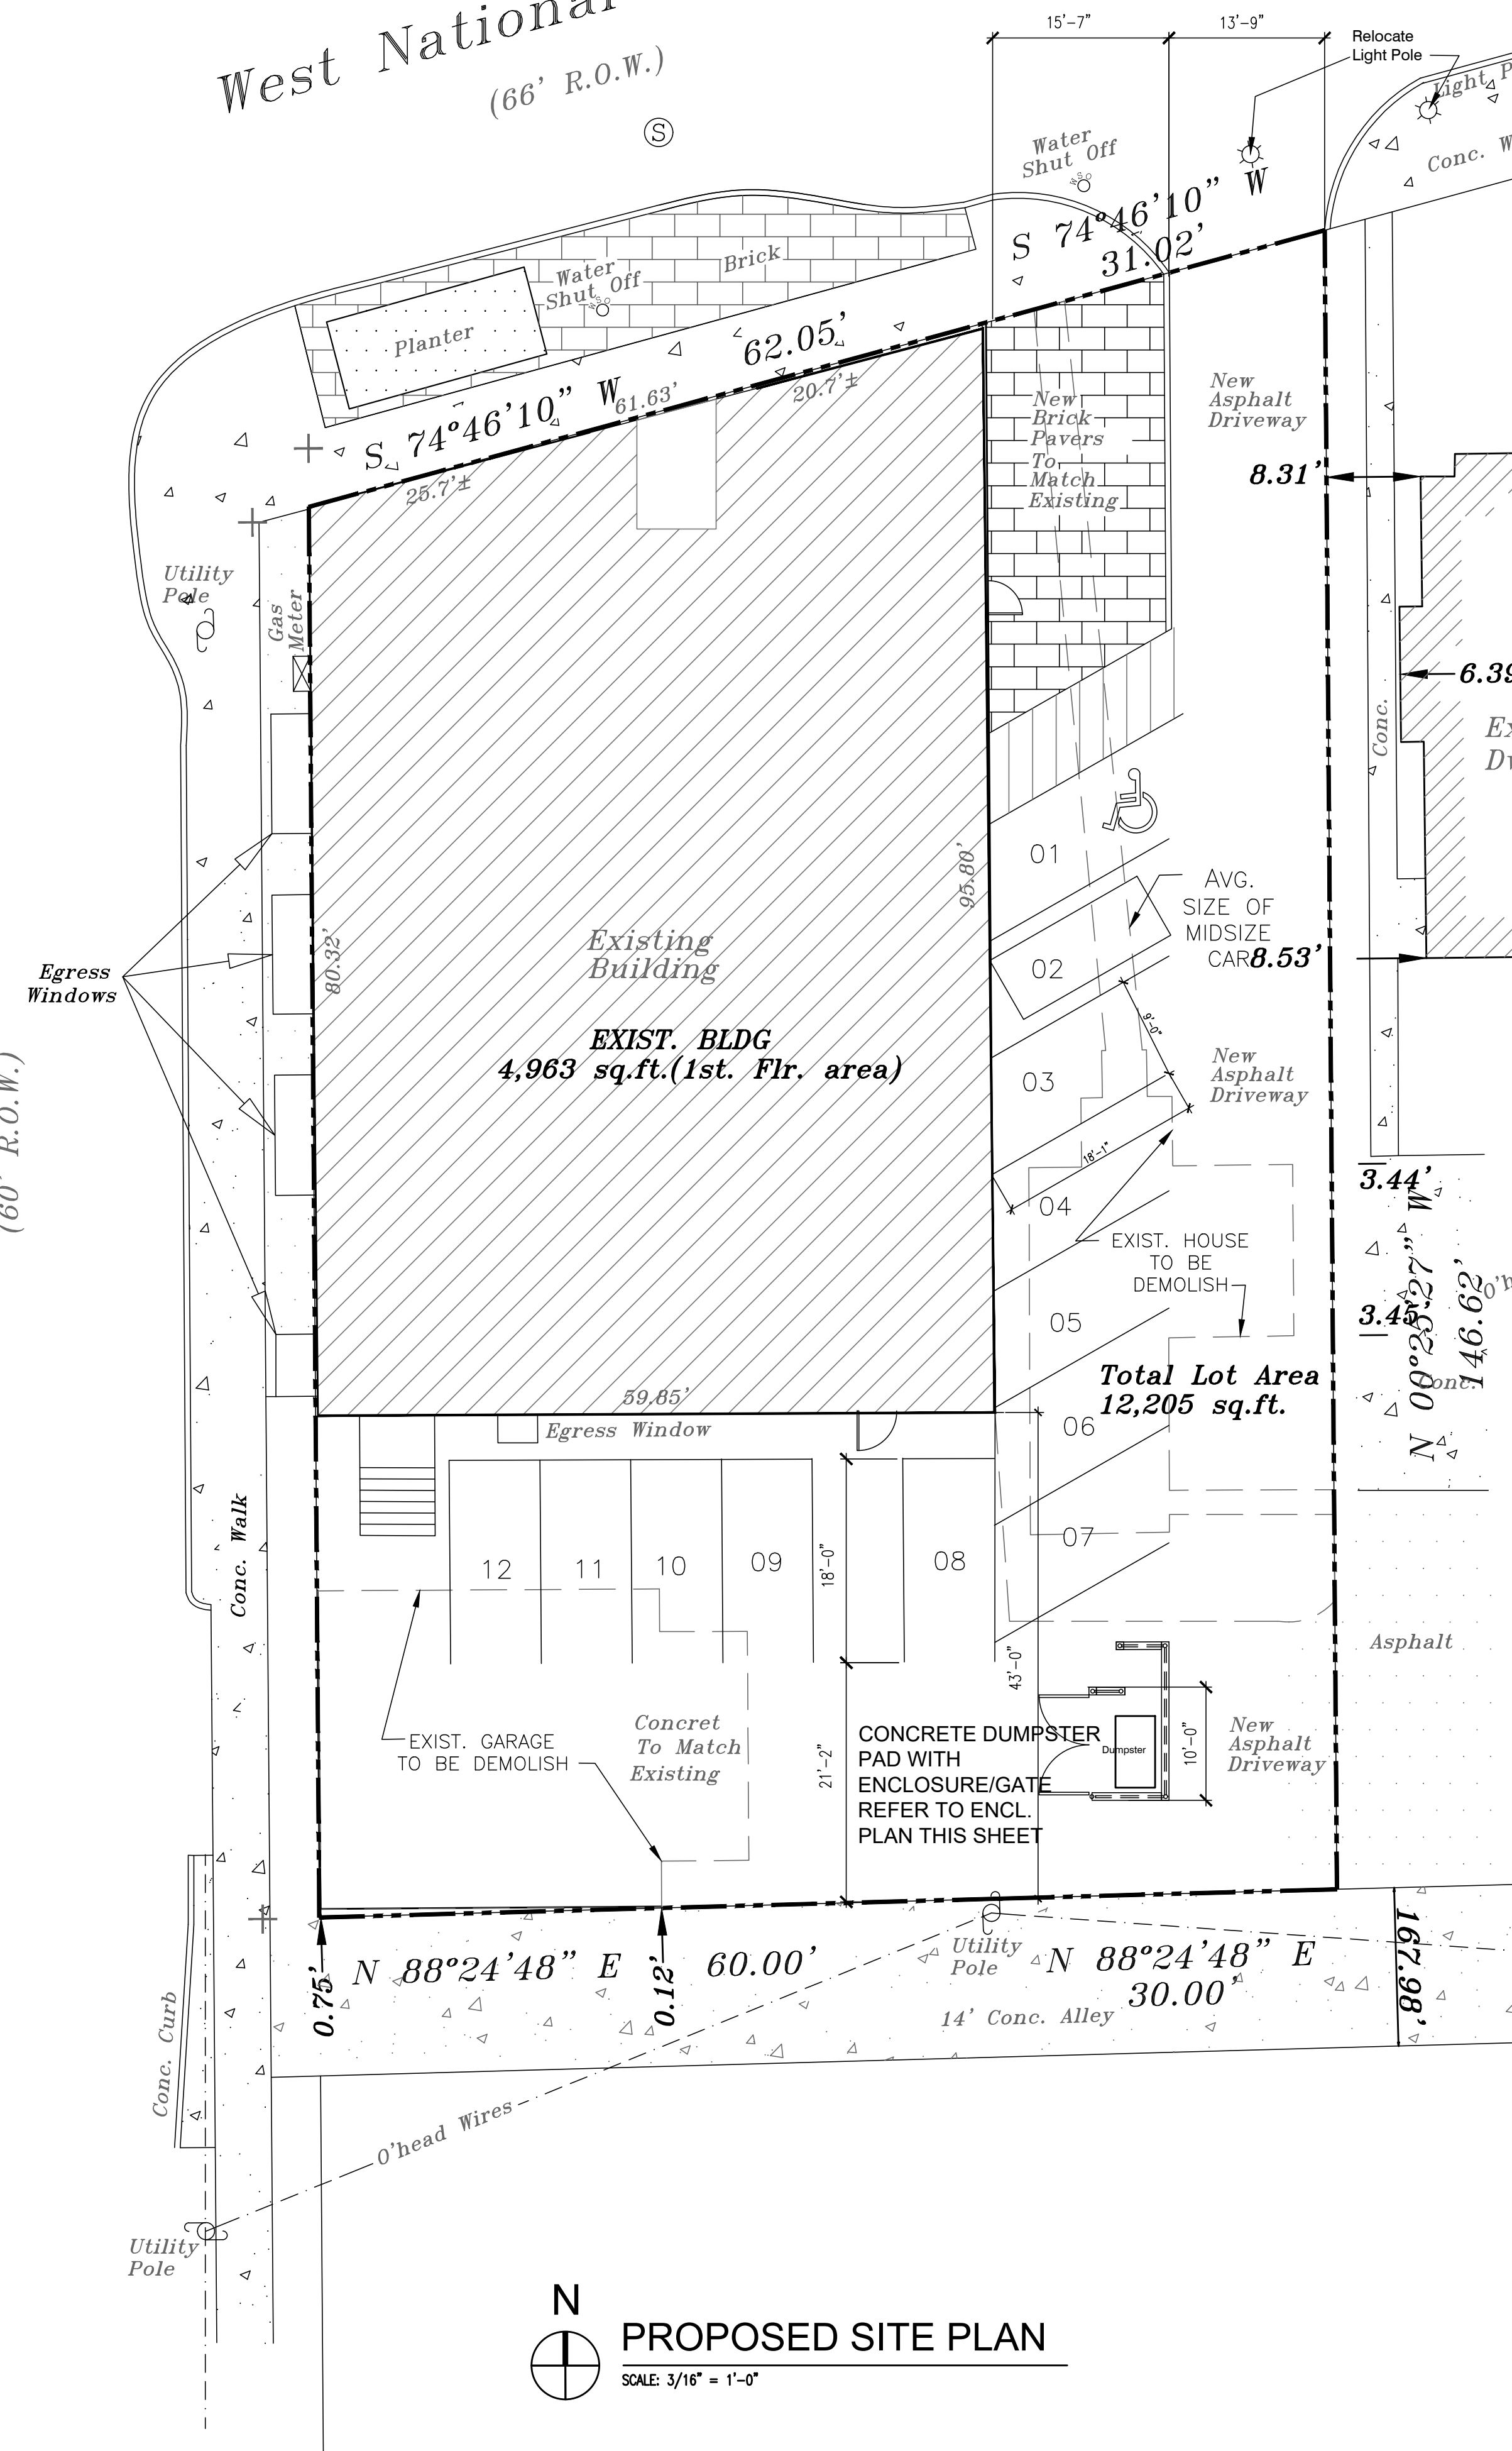 West National
(66' R.O.W.)
S
15'-7"
13'-9"
Relocate
Light Pole
Conc.
Water
Shut Off
WSO
S 74°46'10" W
31.02'
Brick
Water
Shut Off
WSO
Planter
62.05'
S 74°46'10" W
61.63'
20.7'±
25.7'±
New
Brick
Pavers
To
Match
Existing
New
Asphalt
Driveway
8.31'
Utility
Pole
Gas
Meter
6.39
Conc.
01
AVG.
SIZE OF
MIDSIZE
CAR
8.53'
02
95.80'
80.32'
Existing
Building
Egress
Windows
EXIST. BLDG
4,963 sq.ft.(1st. Flr. area)
9'-0"
03
New
Asphalt
Driveway
(60' R.O.W.)
18'-1"
04
3.44'
EXIST. HOUSE
TO BE
DEMOLISH
N 00°25'27" W
146.62'
05
3.45'
Total Lot Area
12,205 sq.ft.
Conc.
59.85'
Egress Window
06
07
Conc. Walk
12
11
10
09
18'-0"
08
Asphalt
43'-0"
EXIST. GARAGE
TO BE DEMOLISH
Concret
To Match
Existing
21'-2"
CONCRETE DUMPSTER
PAD WITH
ENCLOSURE/GATE
REFER TO ENCL.
PLAN THIS SHEET
Dumpster
10'-0"
New
Asphalt
Driveway
0.75'
N 88°24'48" E
0.12'
60.00'
Utility
Pole
N 88°24'48" E
30.00'
167.98'
14' Conc. Alley
Conc. Curb
O'head Wires
Utility
Pole
N
PROPOSED SITE PLAN
SCALE: 3/16" = 1'-0"